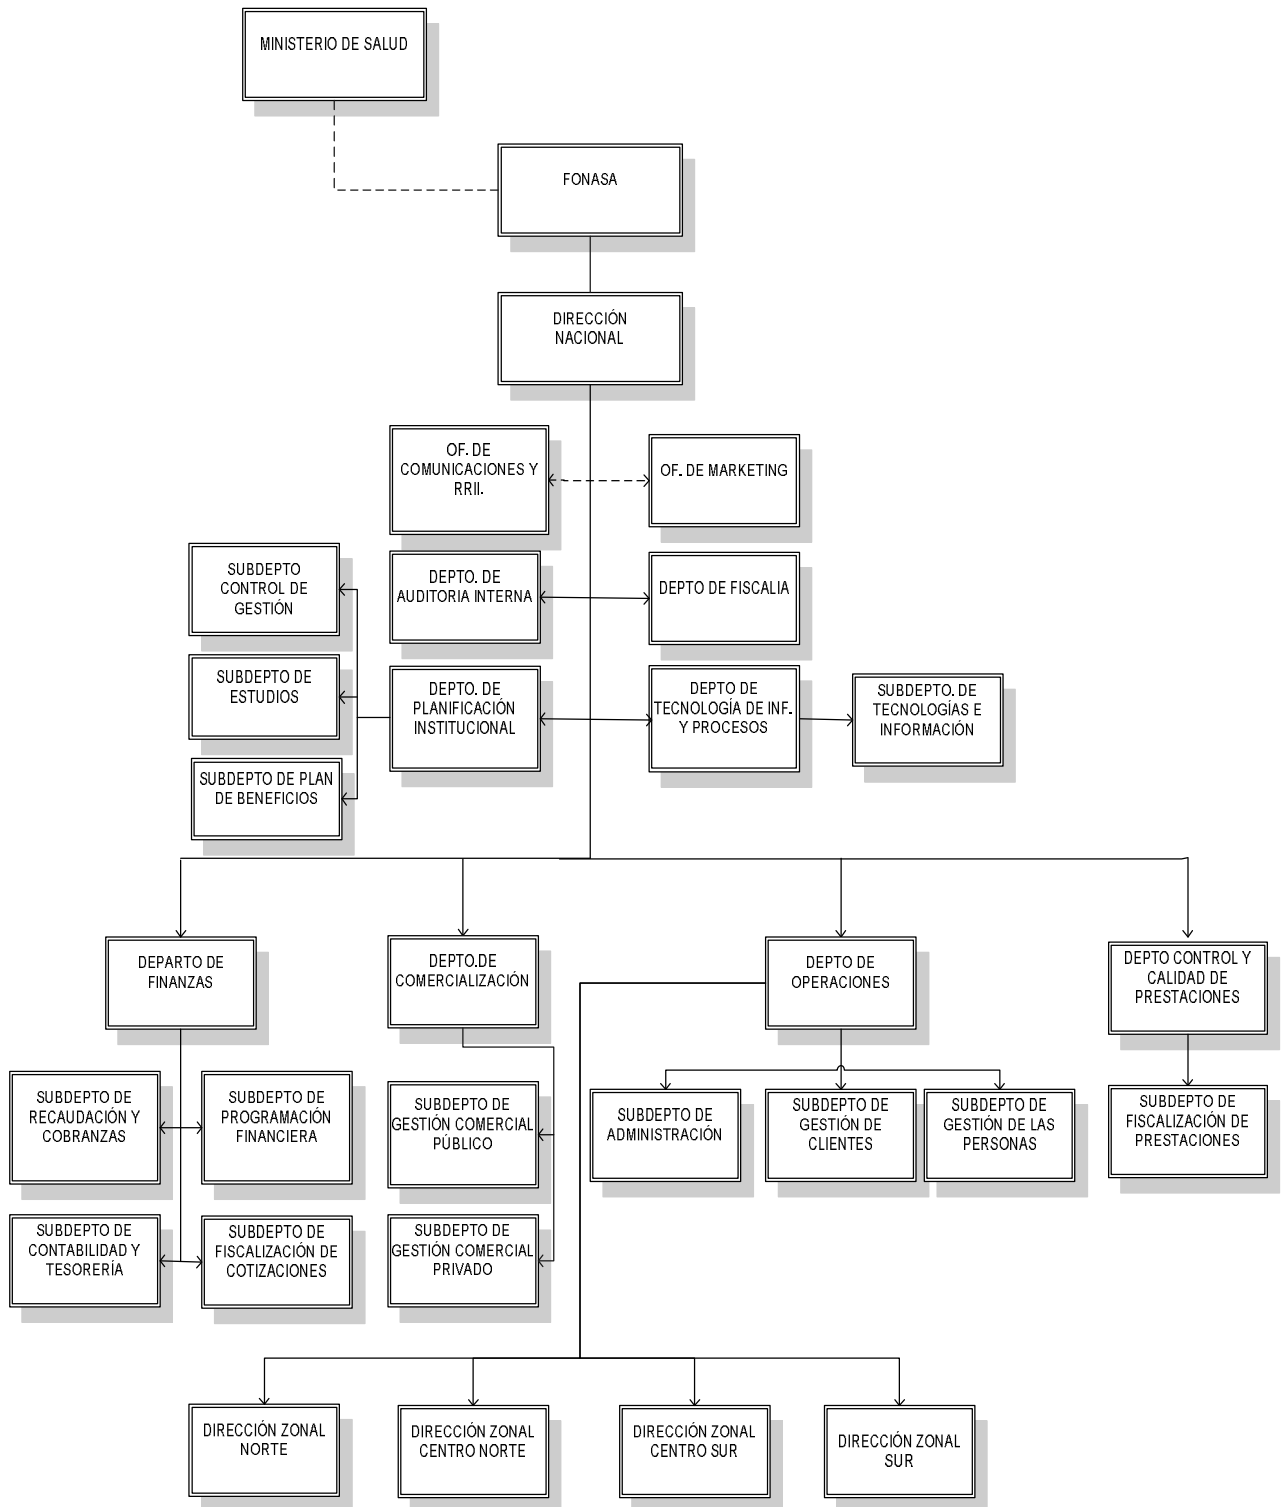 MINISTERIO DE SALUD
FONASA
DIRECCIÓN
NACIONAL
OF. DE
COMUNICACIONES Y
RRII.
OF. DE MARKETING
SUBDEPTO
CONTROL DE
GESTIÓN
DEPTO. DE
AUDITORIA INTERNA
DEPTO DE FISCALIA
SUBDEPTO DE
ESTUDIOS
DEPTO. DE
PLANIFICACIÓN
INSTITUCIONAL
DEPTO DE
TECNOLOGÍA DE INF.
Y PROCESOS
SUBDEPTO. DE
TECNOLOGÍAS E
INFORMACIÓN
SUBDEPTO DE PLAN
DE BENEFICIOS
DEPARTO DE
FINANZAS
DEPTO.DE
COMERCIALIZACIÓN
DEPTO DE
OPERACIONES
DEPTO CONTROL Y
CALIDAD DE
PRESTACIONES
SUBDEPTO DE
RECAUDACIÓN Y
COBRANZAS
SUBDEPTO DE
PROGRAMACIÓN
FINANCIERA
SUBDEPTO DE
GESTIÓN COMERCIAL
PÚBLICO
SUBDEPTO DE
ADMINISTRACIÓN
SUBDEPTO DE
GESTIÓN DE
CLIENTES
SUBDEPTO DE
GESTIÓN DE LAS
PERSONAS
SUBDEPTO DE
FISCALIZACIÓN DE
PRESTACIONES
SUBDEPTO DE
CONTABILIDAD Y
TESORERÍA
SUBDEPTO DE
FISCALIZACIÓN DE
COTIZACIONES
SUBDEPTO DE
GESTIÓN COMERCIAL
PRIVADO
DIRECCIÓN ZONAL
NORTE
DIRECCIÓN ZONAL
CENTRO NORTE
DIRECCIÓN ZONAL
CENTRO SUR
DIRECCIÓN ZONAL
SUR